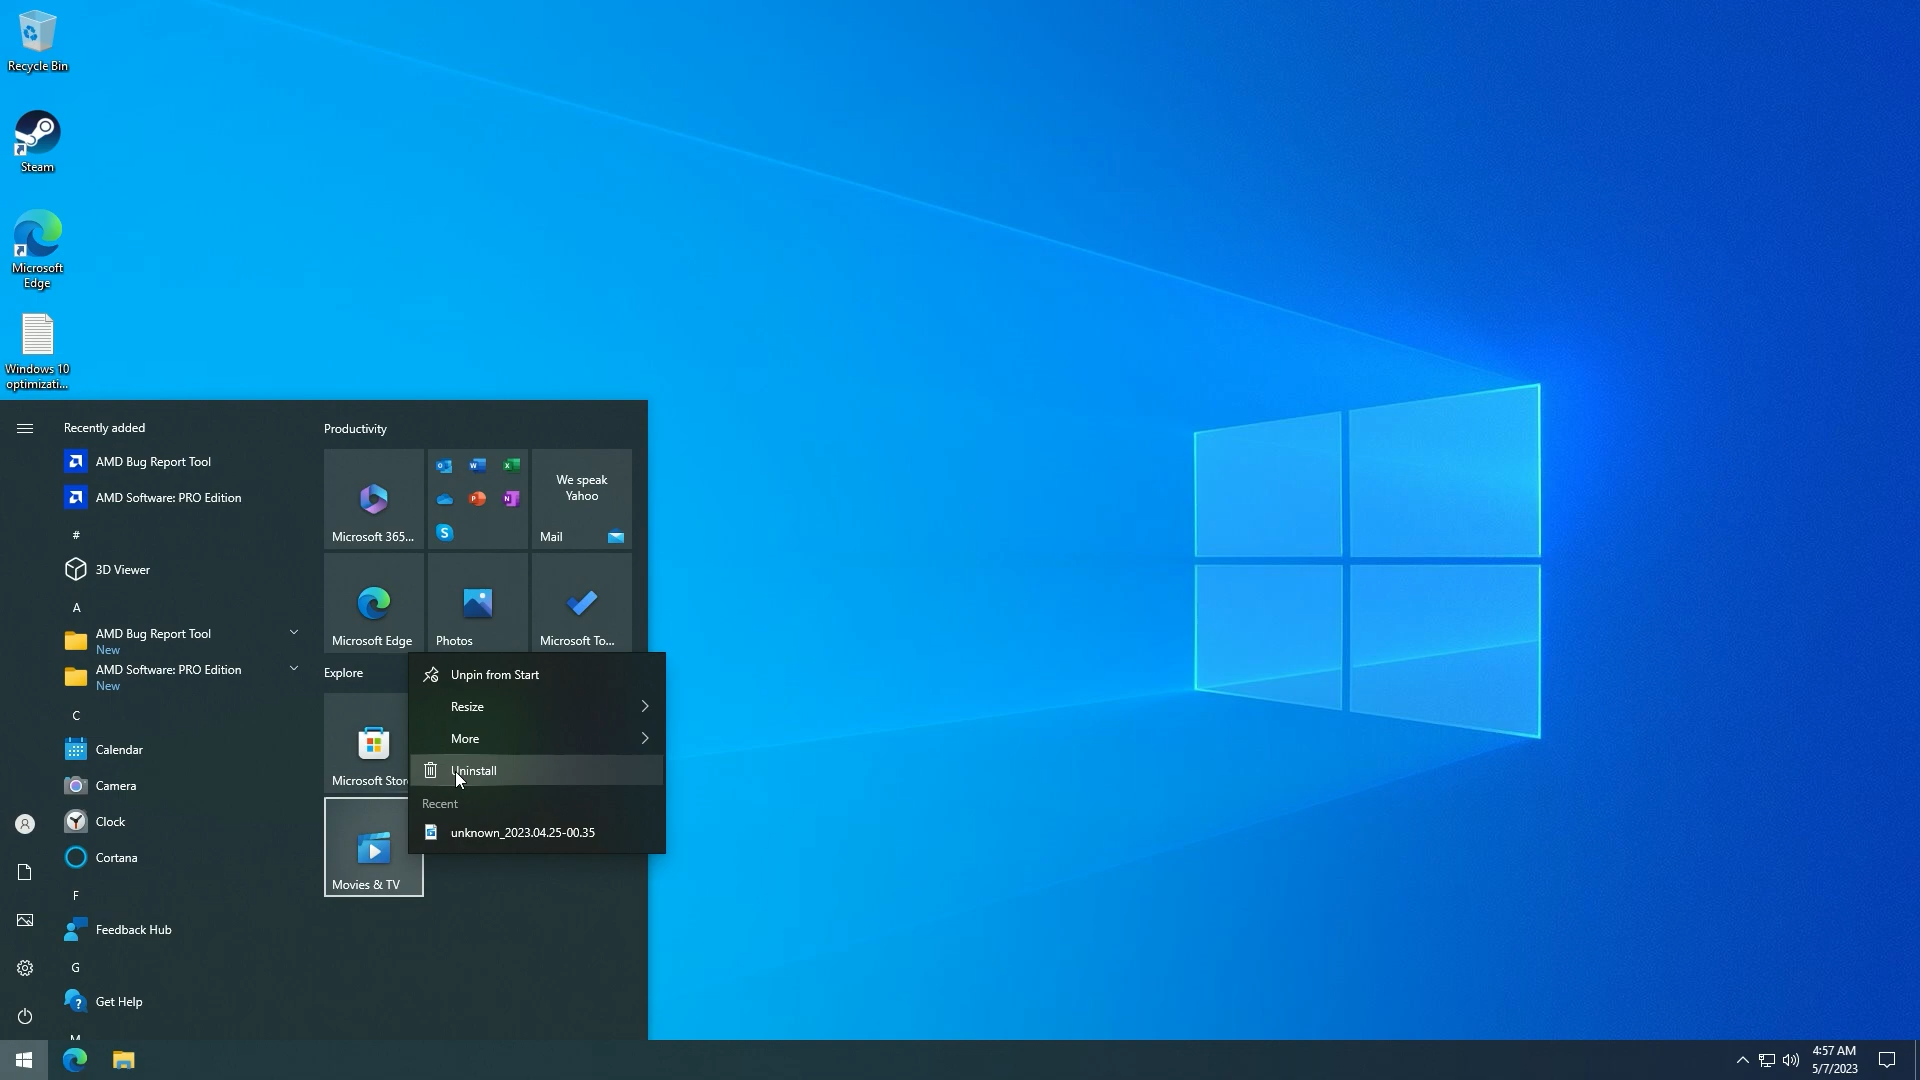 Recycle Bin
Steam
Microsoft
Edge
Windows 10
optimizati...
Recently added
AMD Bug Report Tool
AMD Software: PRO Edition
#
3D Viewer
A
AMD Bug Report Tool
New
AMD Software: PRO Edition
New
C
Calendar
Camera
Clock
Cortana
F
Feedback Hub
G
Get Help
M
Productivity
Microsoft 365...
We speak
Yahoo
Mail
Microsoft Edge
Photos
Microsoft To...
Explore
Microsoft Stor
Movies & TV
Unpin from Start
Resize
More
Uninstall
Recent
unknown_2023.04.25-00.35
4:57 AM
5/7/2023